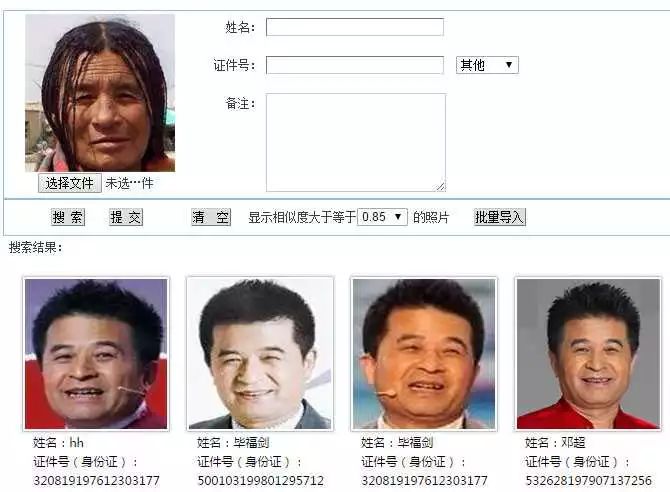 姓名：
证件号：
其他
备注：
选择文件 未选…件
搜 索 提 交 清 空 显示相似度大于等于 0.85 的照片 批量导入
搜索结果：
姓名：hh
证件号（身份证）：
320819197612303177
姓名：毕福剑
证件号（身份证）：
500103199801295712
姓名：毕福剑
证件号（身份证）：
320819197612303177
姓名：邓超
证件号（身份证）：
532628197907137256